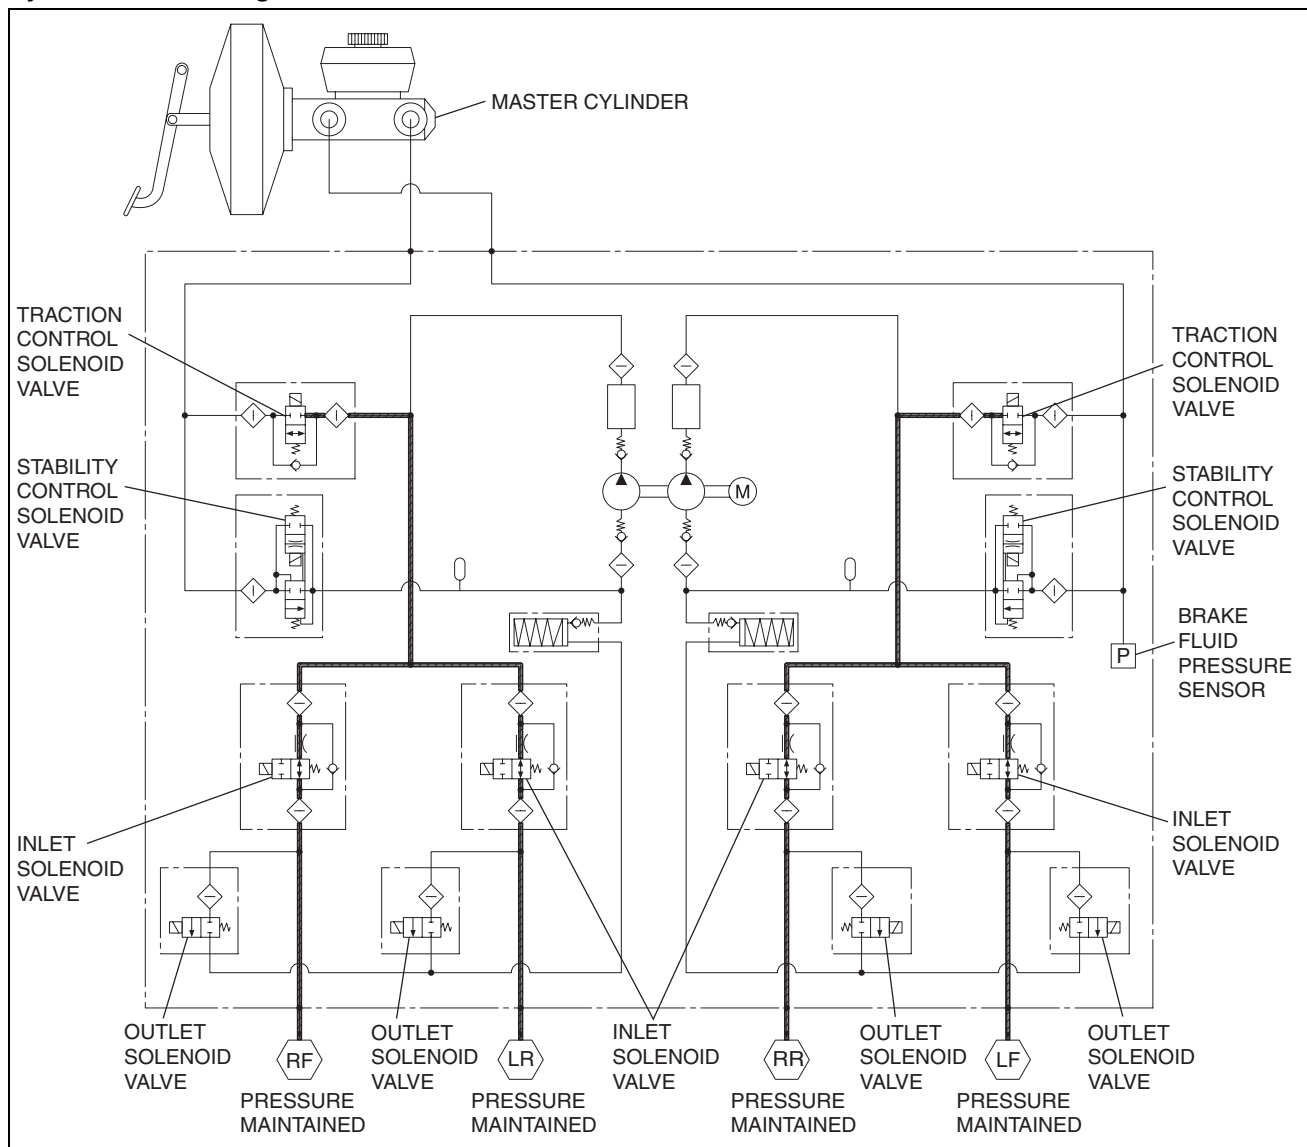 MASTER CYLINDER
TRACTION
CONTROL
SOLENOID
VALVE
TRACTION
CONTROL
SOLENOID
VALVE
STABILITY
CONTROL
SOLENOID
VALVE
STABILITY
CONTROL
SOLENOID
VALVE
M
BRAKE
FLUID
PRESSURE
SENSOR
P
INLET
SOLENOID
VALVE
INLET
SOLENOID
VALVE
OUTLET
SOLENOID
VALVE
RF
PRESSURE
MAINTAINED
OUTLET
SOLENOID
VALVE
LR
PRESSURE
MAINTAINED
INLET
SOLENOID
VALVE
RR
PRESSURE
MAINTAINED
OUTLET
SOLENOID
VALVE
LF
PRESSURE
MAINTAINED
OUTLET
SOLENOID
VALVE